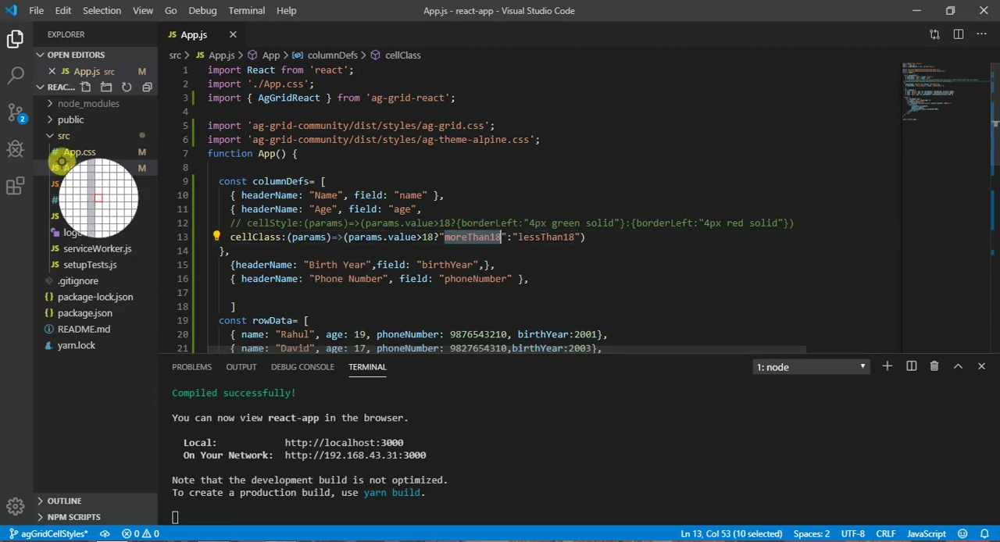 File Edit Selection View Go Debug Terminal Help
App.js - react-app - Visual Studio Code
EXPLORER
OPEN EDITORS
JS App.js src M
REAC...
node_modules
public
src
# App.css M
JS M
JS
#
JS
JS serviceWorker.js
JS setupTests.js
.gitignore
{} package-lock.json
{} package.json
README.md
yarn.lock
OUTLINE
NPM SCRIPTS
JS App.js
src > JS App.js > App > columnDefs > cellClass
1 import React from 'react';
2 import './App.css';
3 import { AgGridReact } from 'ag-grid-react';
4
5 import 'ag-grid-community/dist/styles/ag-grid.css';
6 import 'ag-grid-community/dist/styles/ag-theme-alpine.css';
7 function App() {
8
9 const columnDefs= [
10 { headerName: "Name", field: "name" },
11 { headerName: "Age", field: "age",
12 // cellStyle:(params)=>(params.value>18?{borderLeft:"4px green solid"}:{borderLeft:"4px red solid"})
13 cellClass:(params)=>(params.value>18?"moreThan18":"lessThan18")
14 },
15 {headerName: "Birth Year",field: "birthYear",},
16 { headerName: "Phone Number", field: "phoneNumber" },
17
18 ]
19 const rowData= [
20 { name: "Rahul", age: 19, phoneNumber: 9876543210, birthYear:2001},
21 { name: "David", age: 17, phoneNumber: 9827654310,birthYear:2003},
PROBLEMS OUTPUT DEBUG CONSOLE TERMINAL
1: node
Compiled successfully!
You can now view react-app in the browser.
Local: http://localhost:3000
On Your Network: http://192.168.43.31:3000
Note that the development build is not optimized.
To create a production build, use yarn build.
2
agGridCellStyles* 0 0
Ln 13, Col 53 (10 selected) Spaces: 2 UTF-8 CRLF JavaScript